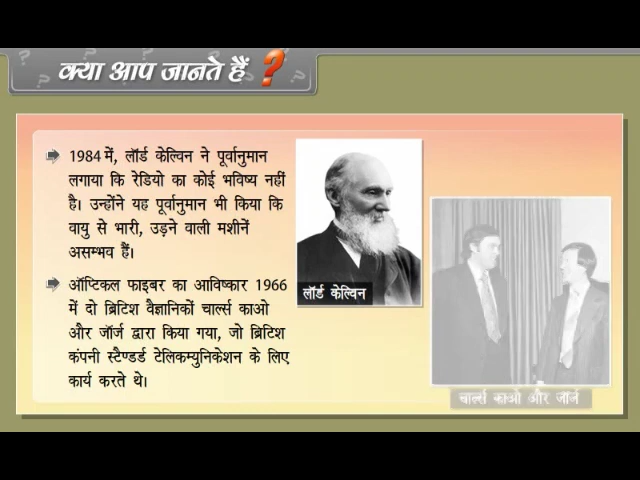 क्या आप जानते हैं ?
1984 में, लॉर्ड केल्विन ने पूर्वानुमान
लगाया कि रेडियो का कोई भविष्य नहीं
है। उन्होंने यह पूर्वानुमान भी किया कि
वायु से भारी, उड़ने वाली मशीनें
असम्भव हैं।
लॉर्ड केल्विन
ऑप्टिकल फाइबर का आविष्कार 1966
में दो ब्रिटिश वैज्ञानिकों चार्ल्स काओ
और जॉर्ज द्वारा किया गया, जो ब्रिटिश
कंपनी स्टैण्डर्ड टेलिकम्युनिकेशन के लिए
कार्य करते थे।
चार्ल्स काओ और जॉर्ज